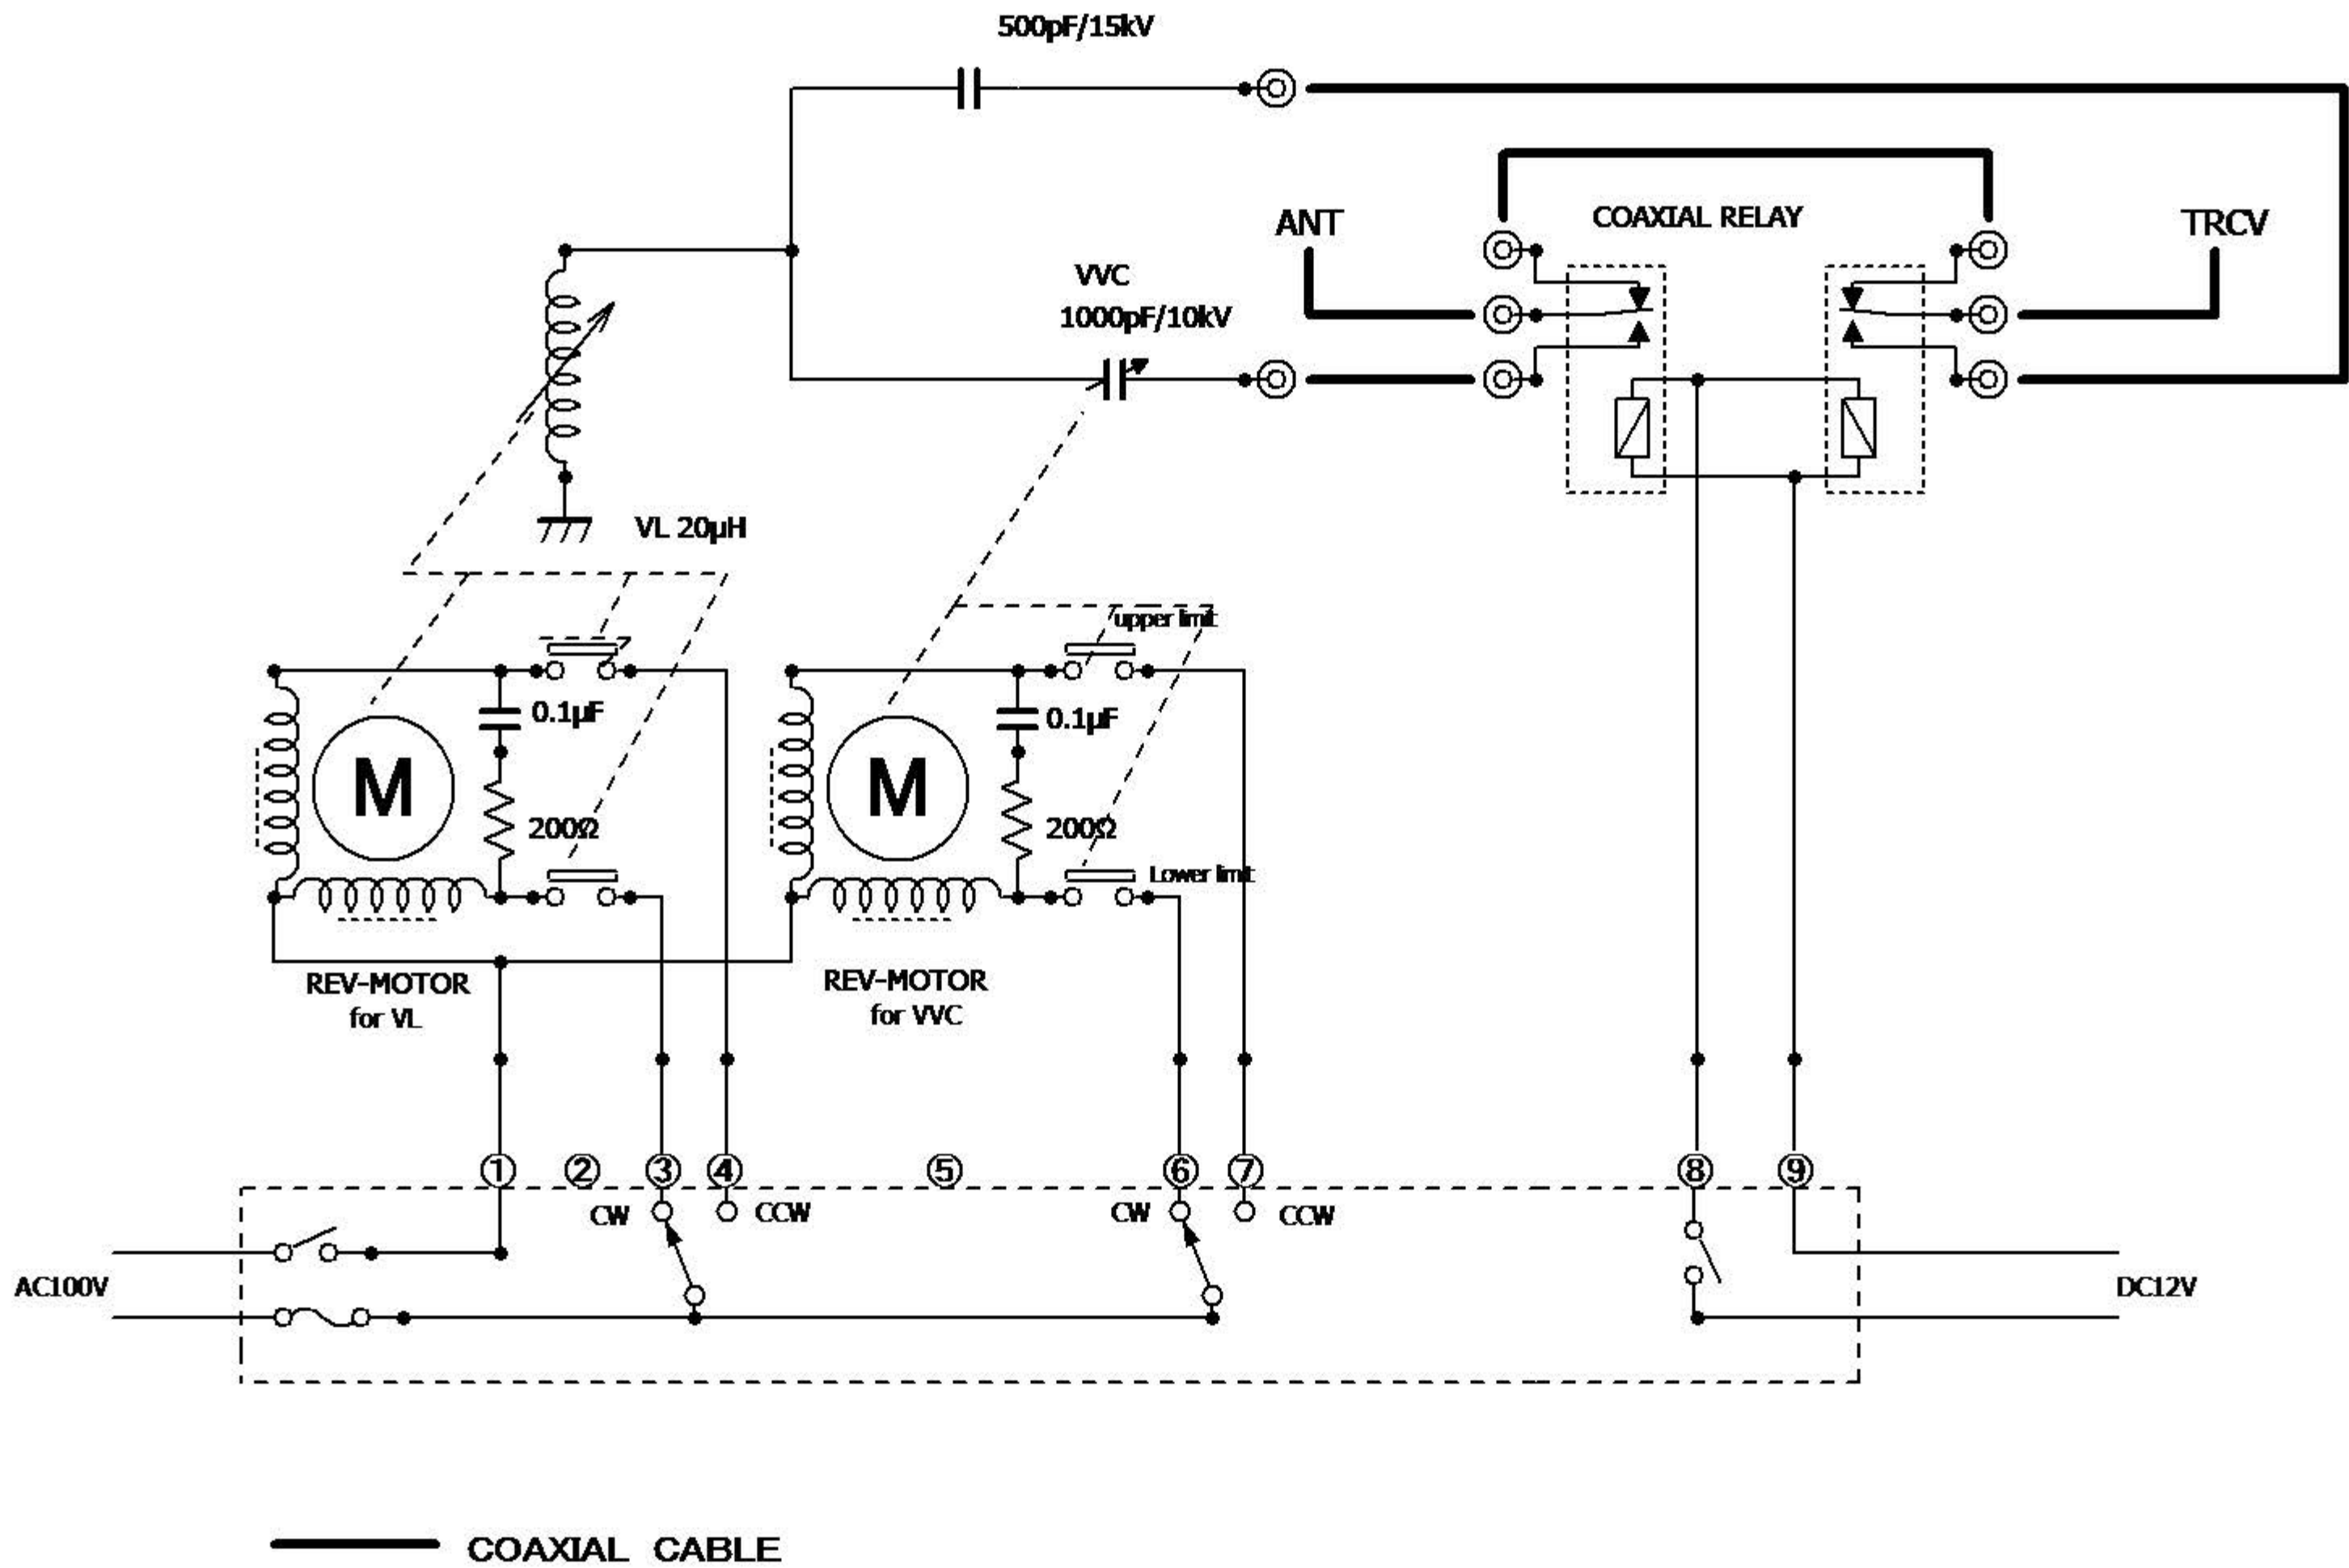 500pF/15kV
ANT
COAXIAL RELAY
TRCV
VVC
1000pF/10kV
VL 20μH
upper limit
0.1μF
0.1μF
M
M
200Ω
200Ω
Lower limit
REV-MOTOR
for VL
REV-MOTOR
for VVC
① ② ③ ④ ⑤ ⑥ ⑦ ⑧ ⑨
CW CCW CW CCW
AC100V
DC12V
COAXIAL CABLE